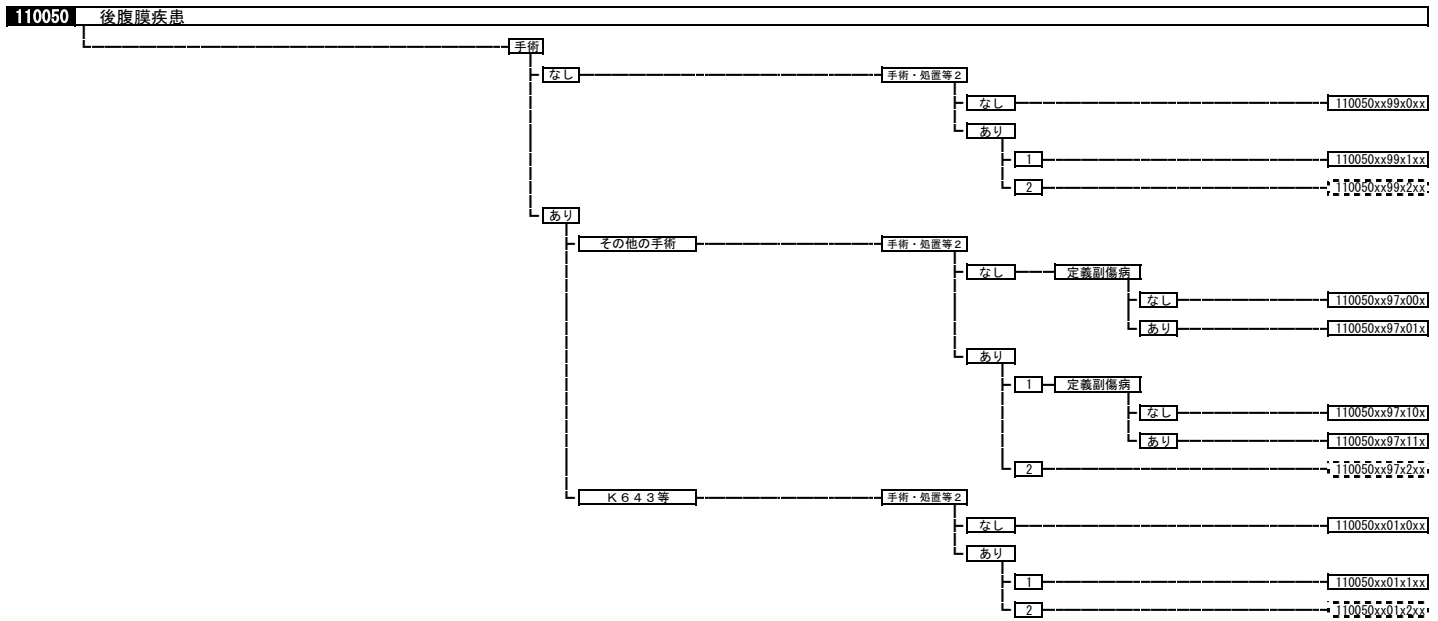 110050 後腹膜疾患
手術
なし 手術・処置等2
なし 110050xx99x0xx
あり
1 110050xx99x1xx
2 110050xx99x2xx
あり
その他の手術 手術・処置等2
なし 定義副傷病
なし 110050xx97x00x
あり 110050xx97x01x
あり
1 定義副傷病
なし 110050xx97x10x
あり 110050xx97x11x
2 110050xx97x2xx
K643等 手術・処置等2
なし 110050xx01x0xx
あり
1 110050xx01x1xx
2 110050xx01x2xx